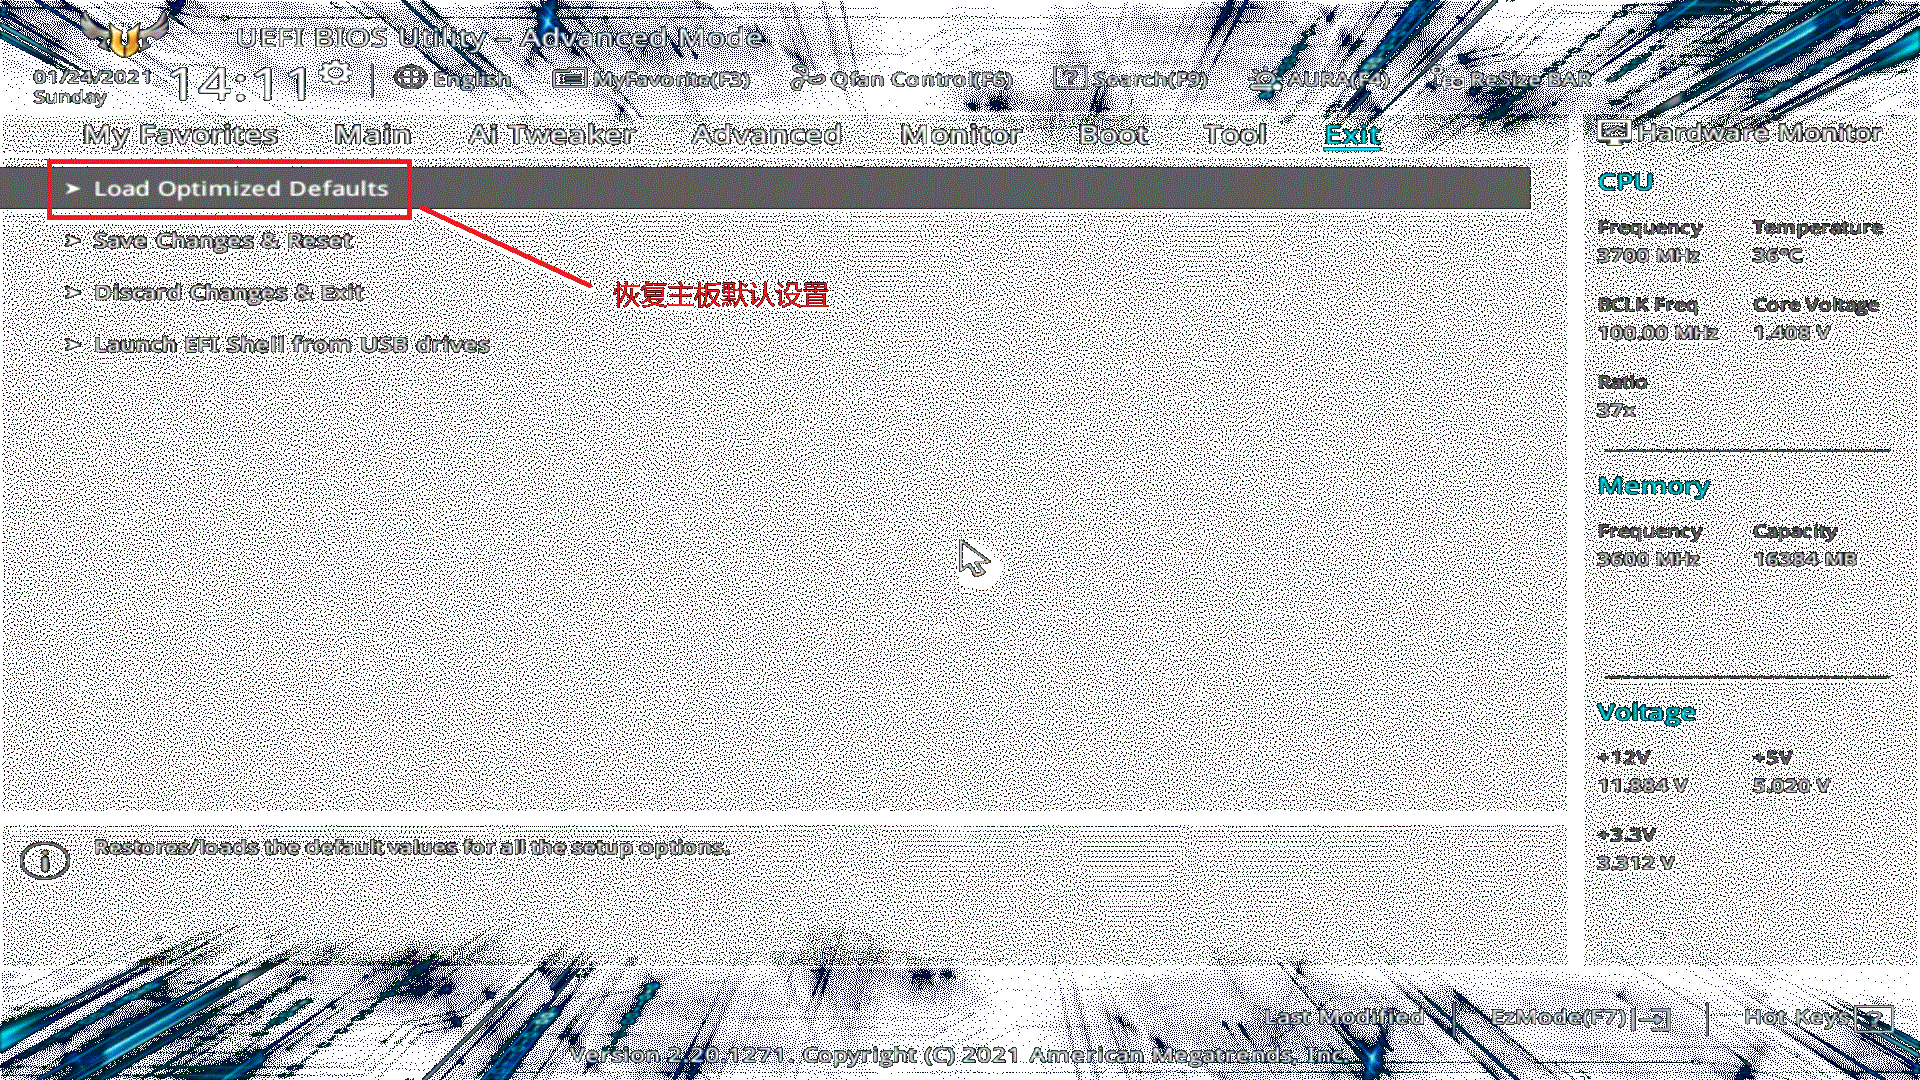 UEFI BIOS Utility – Advanced Mode
01/24/2021
Sunday
14:11
English
MyFavorite(F3)
Qfan Control(F6)
Search(F9)
AURA(F4)
ReSize BAR
My Favorites
Main
Ai Tweaker
Advanced
Monitor
Boot
Tool
Exit
Load Optimized Defaults
Save Changes & Reset
Discard Changes & Exit
Launch EFI Shell from USB drives
恢复主板默认设置
Restores/loads the default values for all the setup options.
Hardware Monitor
CPU
Frequency
Temperature
3700 MHz
36°C
BCLK Freq
Core Voltage
100.00 MHz
1.408 V
Ratio
37x
Memory
Frequency
Capacity
3600 MHz
16384 MB
Voltage
+12V
+5V
11.884 V
5.020 V
+3.3V
3.312 V
Last Modified
EzMode(F7)
Hot Keys ?
Version 2.20.1271. Copyright (C) 2021 American Megatrends, Inc.